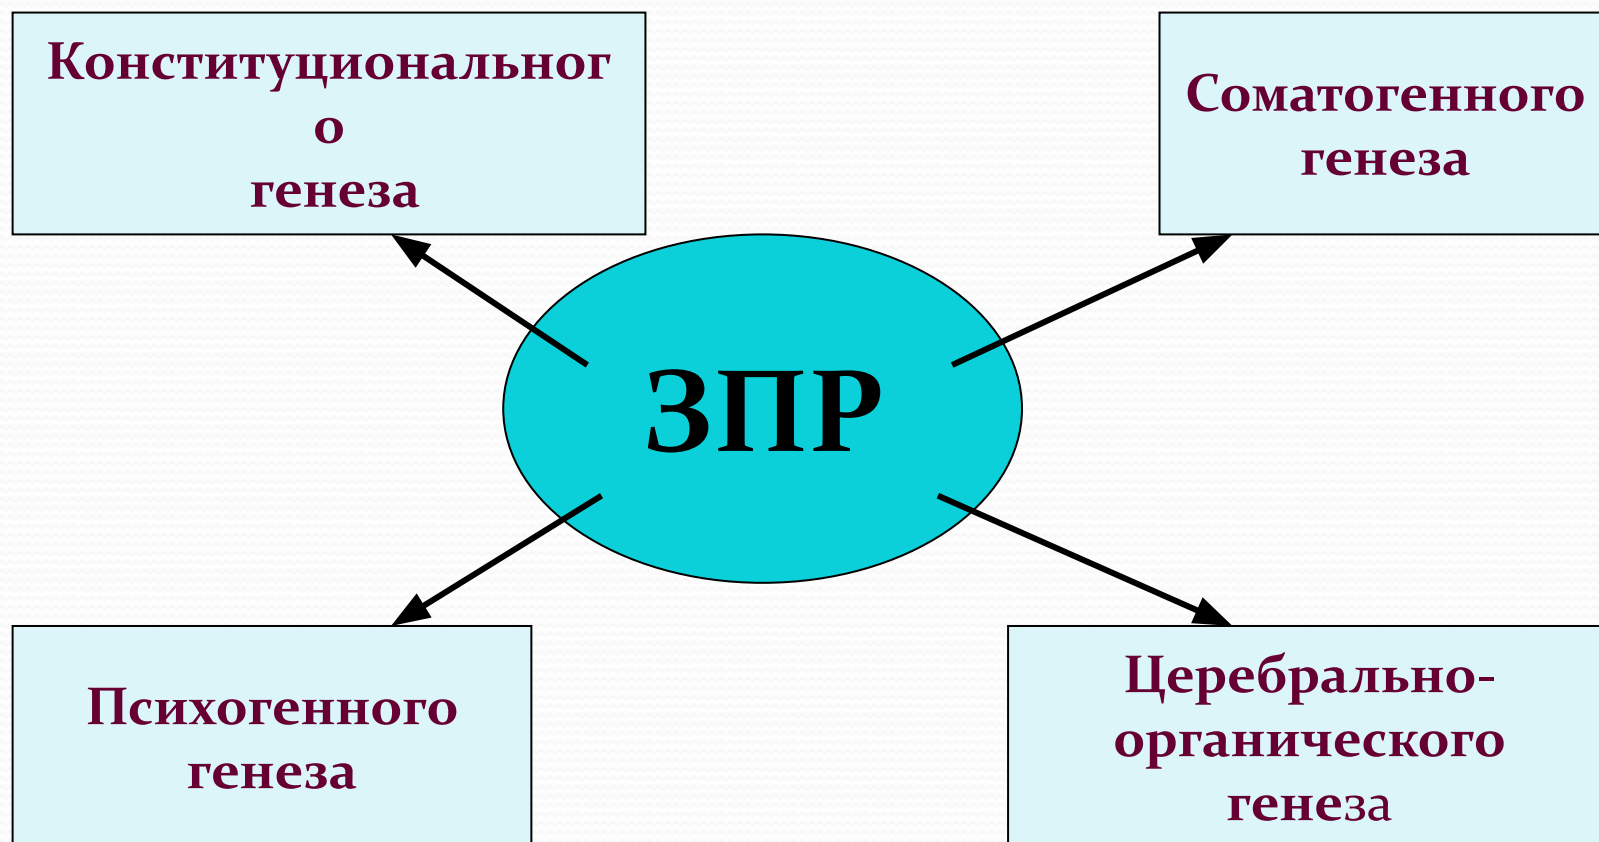 Конституциональног
о
генеза
Соматогенного
генеза
ЗПР
Психогенного
генеза
Церебрально-
органического
генеза